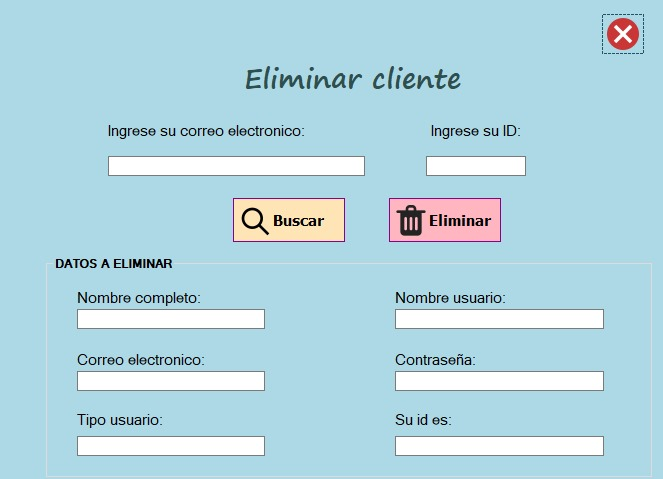 Eliminar cliente
Ingrese su correo electronico:
Ingrese su ID:
Buscar
Eliminar
DATOS A ELIMINAR
Nombre completo:
Nombre usuario:
Correo electronico:
Contraseña:
Tipo usuario:
Su id es: